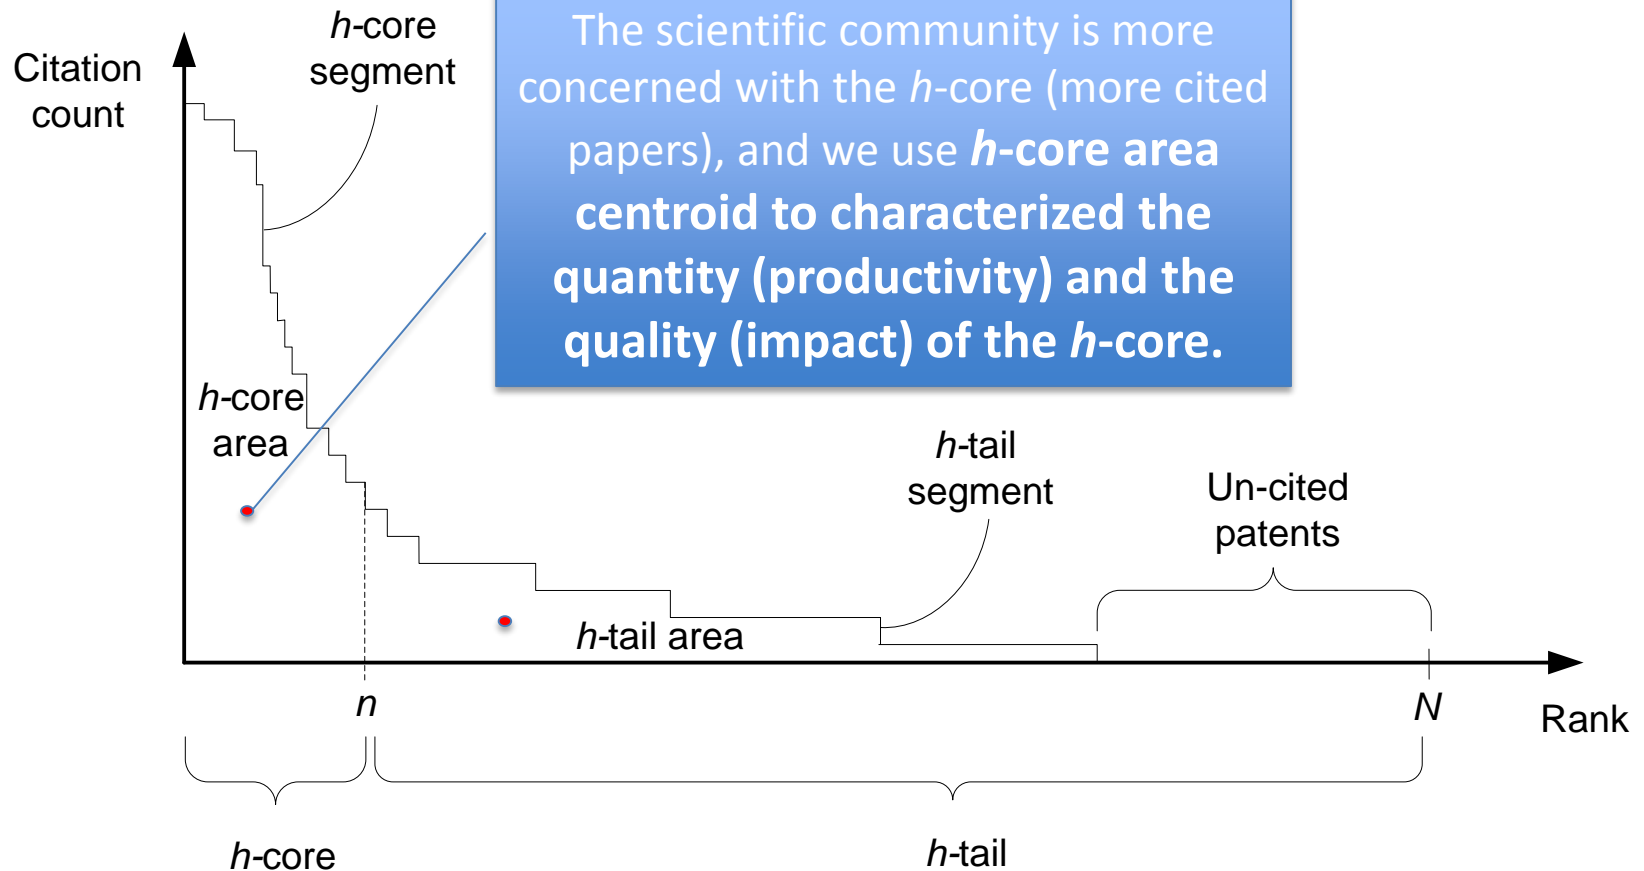 Citation
count
h-core
segment
The scientific community is more
concerned with the h-core (more cited
papers), and we use h-core area
centroid to characterized the
quantity (productivity) and the
quality (impact) of the h-core.
h-core
area
h-tail
segment
Un-cited
patents
h-tail area
n
N
Rank
h-core
h-tail